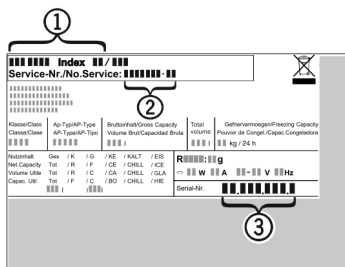 1
Index /
Service-Nr./No.Service: -
2
Klasse/Class Ap-Typ/AP-Type Bruttoinhalt/Gross Capacity Total Gefriervermoegen/Freezing Capacity
Classe/Clase AP-Type/AP-Tipo Volume Brut/Capacidad Bruta volume Pouvoir de Congel./Capac.Congeladora
l l kg / 24 h
Nutzinhalt Ges / K / G / KE / KALT / EIS R : g
Net.Capacity Tot / R / F / CE / CHILL / ICE
Volume Utile Tot / R / C / CA / CHILL / GLA W A - V Hz
Capac. Util Tot / F / C / BO / CHILL / HIE
l / l Serial-Nr. . . .
3